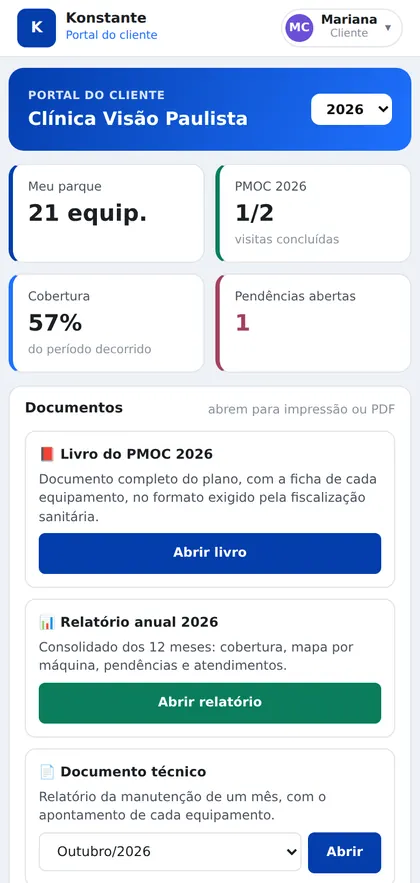 K
Konstante
Portal do cliente
MC
Mariana
Cliente
▼
PORTAL DO CLIENTE
Clínica Visão Paulista
2026
Meu parque
21 equip.
PMOC 2026
1/2
visitas concluídas
Cobertura
57%
do período decorrido
Pendências abertas
1
Documentos
abrem para impressão ou PDF
📕 Livro do PMOC 2026
Documento completo do plano, com a ficha de cada
equipamento, no formato exigido pela fiscalização
sanitária.
Abrir livro
📊 Relatório anual 2026
Consolidado dos 12 meses: cobertura, mapa por
máquina, pendências e atendimentos.
Abrir relatório
📄 Documento técnico
Relatório da manutenção de um mês, com o
apontamento de cada equipamento.
Outubro/2026
Abrir